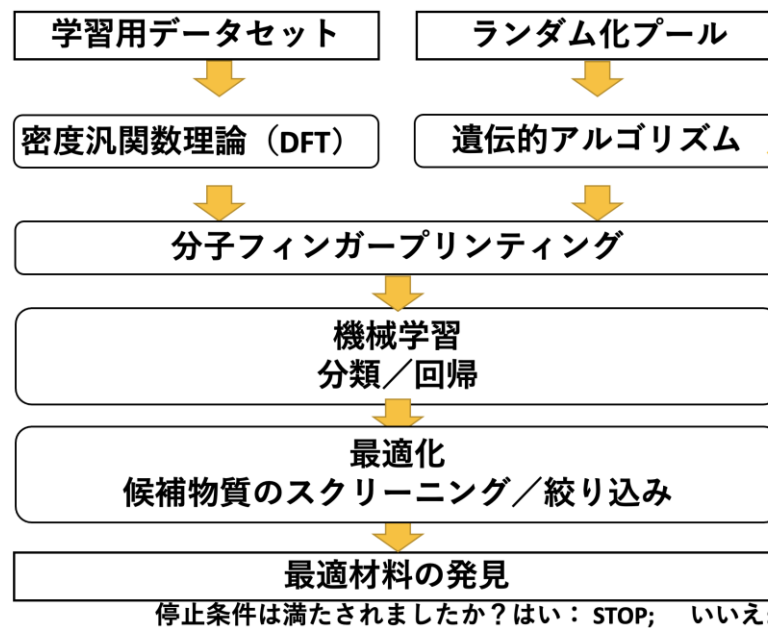 学習用データセット
ランダム化プール
密度汎関数理論（DFT）
遺伝的アルゴリズム
分子フィンガープリンティング
機械学習
分類／回帰
最適化
候補物質のスクリーニング／絞り込み
最適材料の発見
停止条件は満たされましたか？はい： STOP; いいえ: